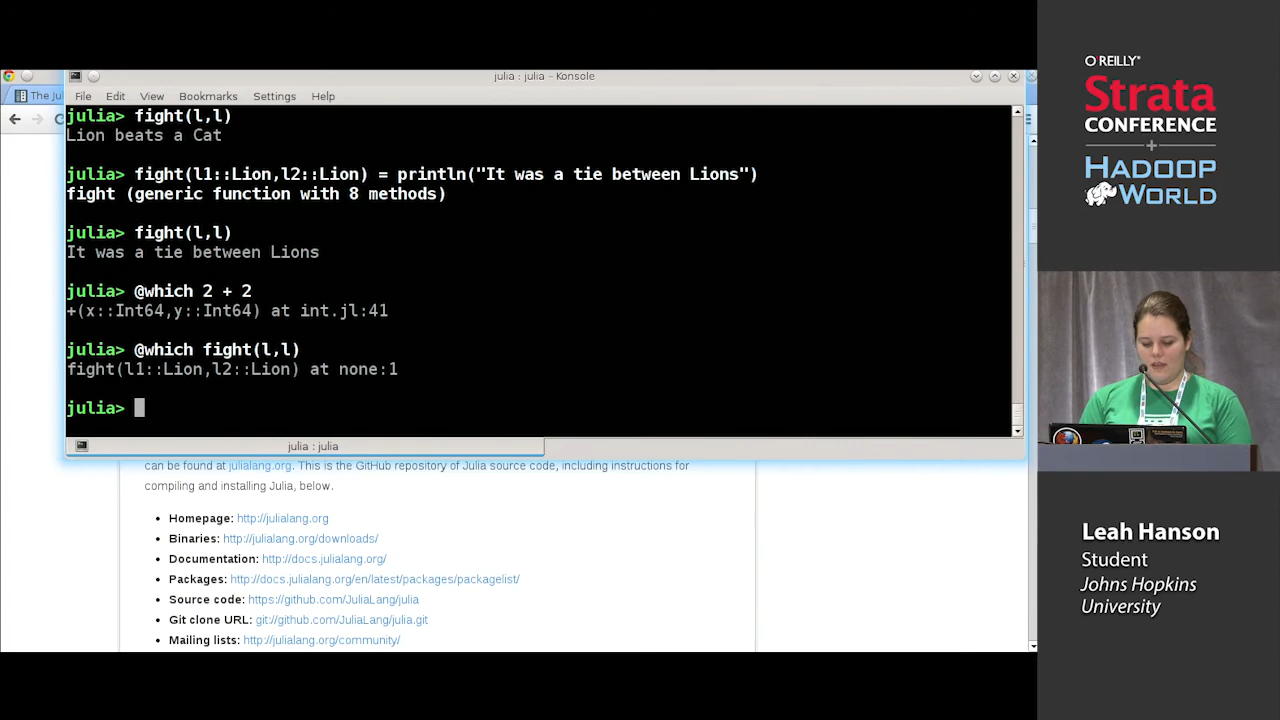 julia : julia – Konsole
The Jul
File Edit View Bookmarks Settings Help
julia> fight(l,l)
Lion beats a Cat
julia> fight(l1::Lion,l2::Lion) = println("It was a tie between Lions")
fight (generic function with 8 methods)
julia> fight(l,l)
It was a tie between Lions
julia> @which 2 + 2
+(x::Int64,y::Int64) at int.jl:41
julia> @which fight(l,l)
fight(l1::Lion,l2::Lion) at none:1
julia>
julia : julia
can be found at julialang.org. This is the GitHub repository of Julia source code, including instructions for
compiling and installing Julia, below.
• Homepage: http://julialang.org
• Binaries: http://julialang.org/downloads/
• Documentation: http://docs.julialang.org/
• Packages: http://docs.julialang.org/en/latest/packages/packagelist/
• Source code: https://github.com/JuliaLang/julia
• Git clone URL: git://github.com/JuliaLang/julia.git
• Mailing lists: http://julialang.org/community/
O REILLY®
Strata
CONFERENCE
+
HADOOP
WORLD
Leah Hanson
Student
Johns Hopkins
University